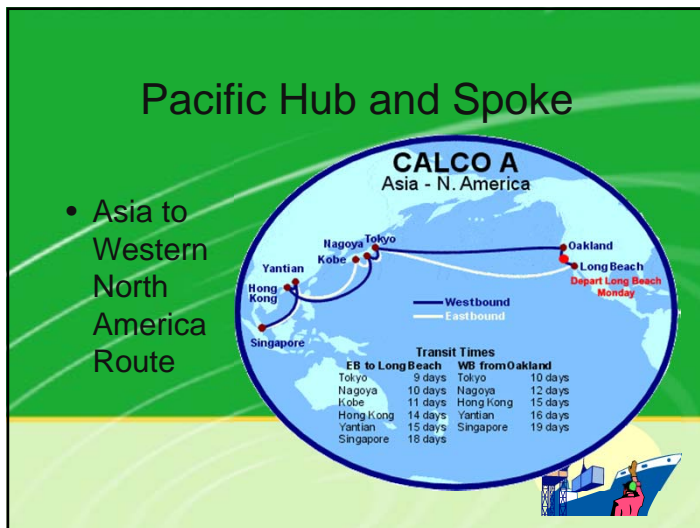 Pacific Hub and Spoke
• Asia to
Western
North
America
Route
CALCO A
Asia - N. America
Nagoya
Tokyo
Kobe
Yantian
Hong
Kong
Singapore
Oakland
Long Beach
Depart Long Beach
Monday
Westbound
Eastbound
Transit Times
EB to Long Beach WB from Oakland
Tokyo 9 days Tokyo 10 days
Nagoya 10 days Nagoya 12 days
Kobe 11 days Hong Kong 15 days
Hong Kong 14 days Yantian 16 days
Yantian 15 days Singapore 19 days
Singapore 18 days